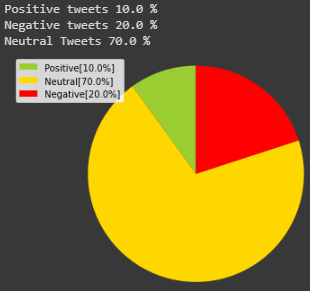 Positive tweets 10.0 %
Negative tweets 20.0 %
Neutral Tweets 70.0 %
Positive[10.0%]
Neutral[70.0%]
Negative[20.0%]